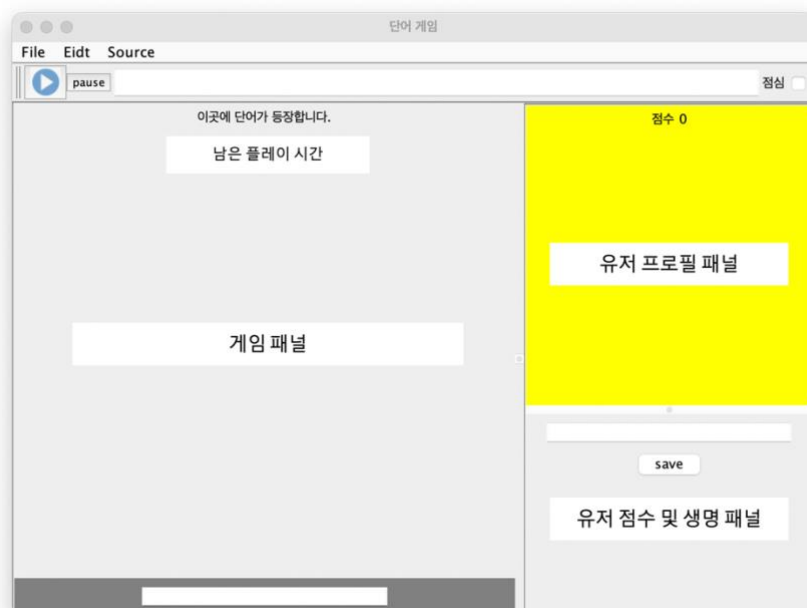 단어 게임
File Eidt Source
pause 점심
이곳에 단어가 등장합니다.
남은 플레이 시간
점수 0
유저 프로필 패널
게임 패널
save
유저 점수 및 생명 패널